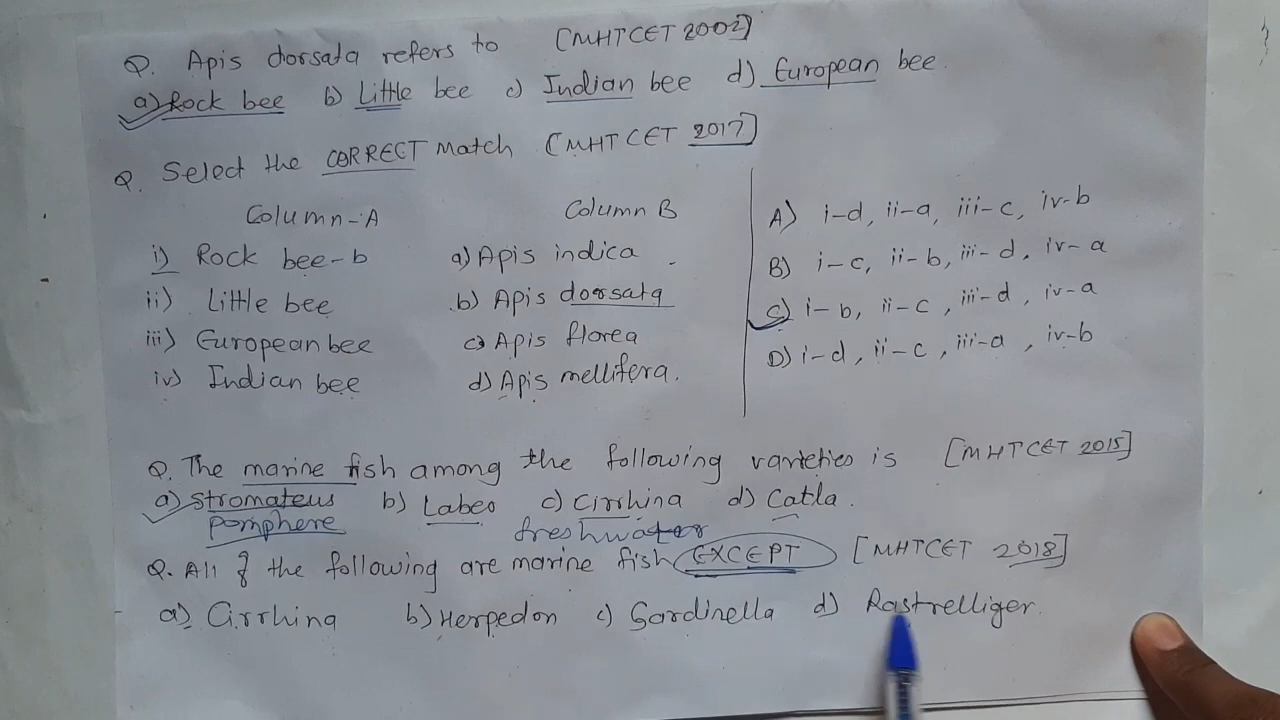 Q. Apis dorsata refers to [MHTCET 2002]
a) Rock bee b) Little bee c) Indian bee d) European bee.
Q. Select the CORRECT Match [MHT CET 2017]
Column-A Column B
i) Rock bee-b a) Apis indica
ii) Little bee b) Apis dorsata
iii) European bee c) Apis florea
iv) Indian bee d) Apis mellifera.
A) i-d, ii-a, iii-c, iv-b
B) i-c, ii-b, iii-d, iv-a
C) i-b, ii-c, iii-d, iv-a
D) i-d, ii-c, iii-a, iv-b
Q. The marine fish among the following varieties is [MHTCET 2015]
a) Stromateus b) Labeo c) Cirrhina d) Catla.
pomphere freshwater
Q. All of the following are marine fish EXCEPT [MHTCET 2018]
a) Cirrhina b) Herpedon c) Sardinella d) Rastrelliger.